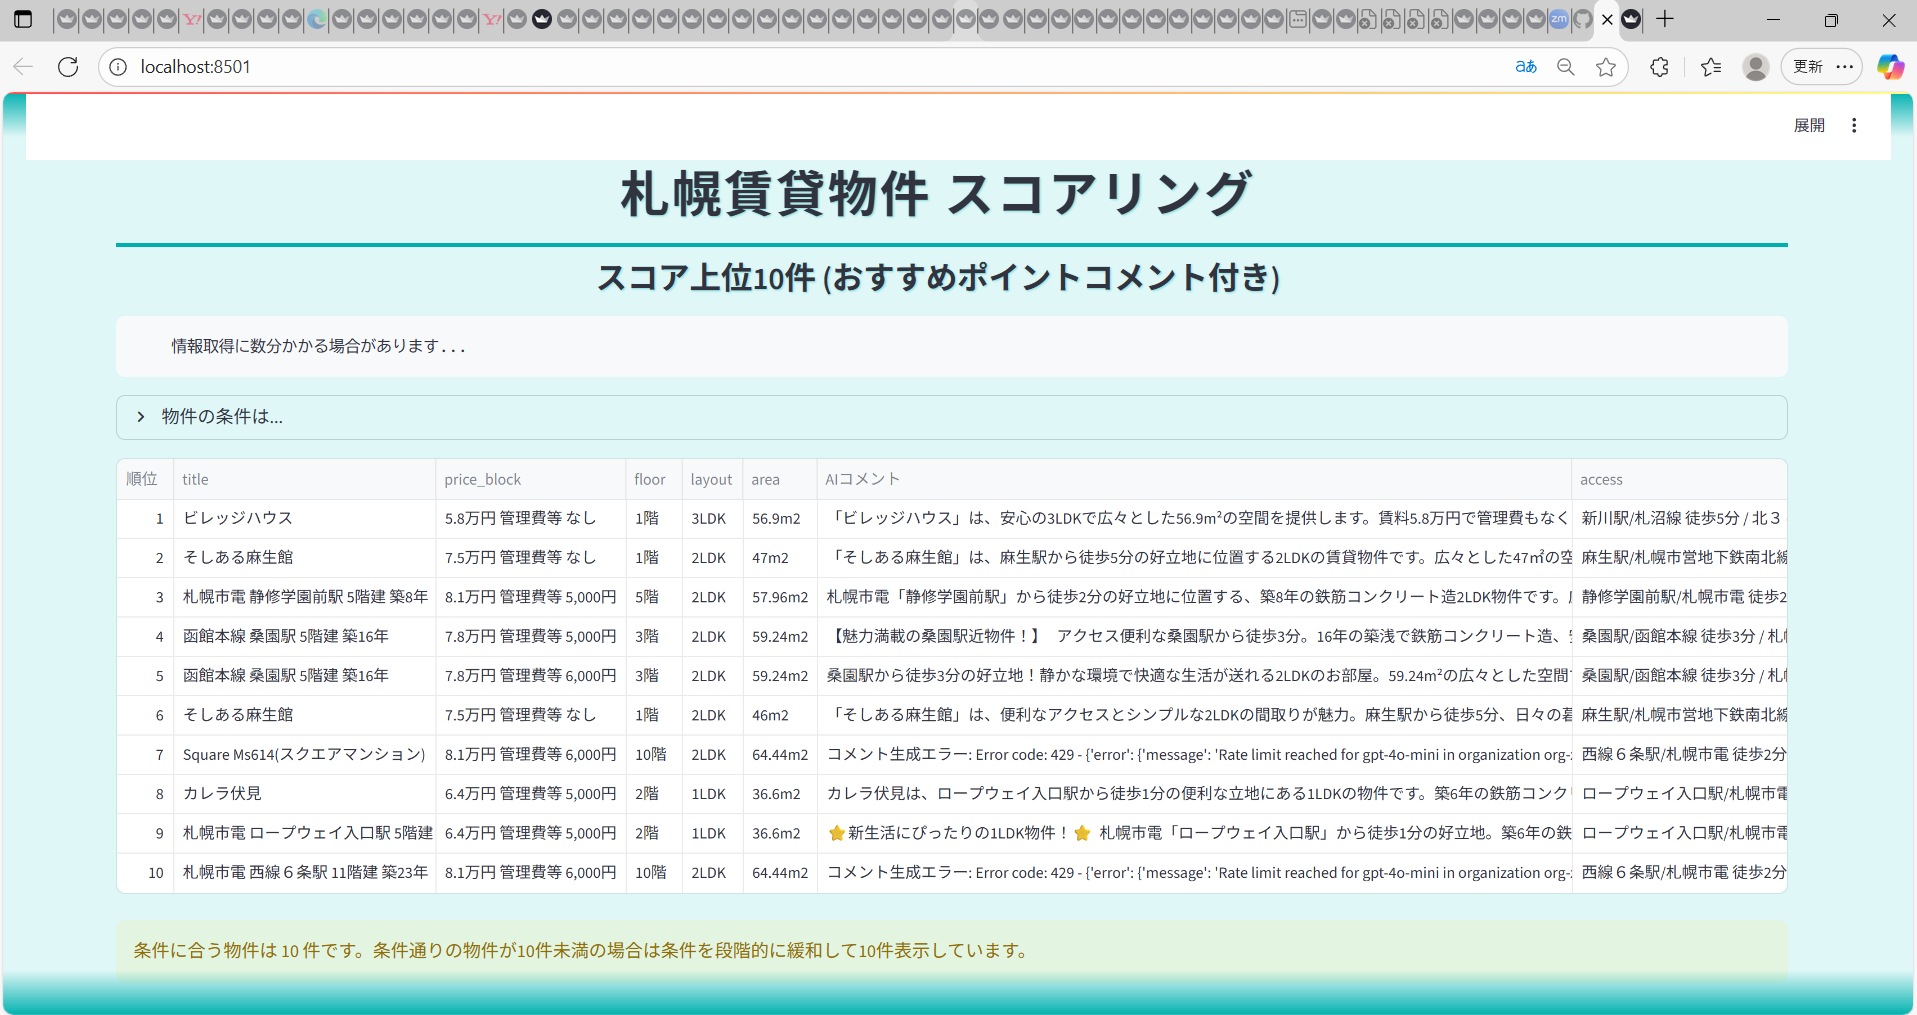 localhost:8501
aあ
更新
展開
札幌賃貸物件 スコアリング
スコア上位10件 (おすすめポイントコメント付き)
情報取得に数分かかる場合があります...
物件の条件は...
順位 title price_block floor layout area AIコメント access
1 ビレッジハウス 5.8万円 管理費等 なし 1階 3LDK 56.9m2 「ビレッジハウス」は、安心の3LDKで広々とした56.9m²の空間を提供します。賃料5.8万円で管理費もなく 新川駅/札沼線 徒歩5分 / 北３
2 そしある麻生館 7.5万円 管理費等 なし 1階 2LDK 47m2 「そしある麻生館」は、麻生駅から徒歩5分の好立地に位置する2LDKの賃貸物件です。広々とした47㎡の空 麻生駅/札幌市営地下鉄南北線
3 札幌市電 静修学園前駅 5階建 築8年 8.1万円 管理費等 5,000円 5階 2LDK 57.96m2 札幌市電「静修学園前駅」から徒歩2分の好立地に位置する、築8年の鉄筋コンクリート造2LDK物件です。 静修学園前駅/札幌市電 徒歩2
4 函館本線 桑園駅 5階建 築16年 7.8万円 管理費等 5,000円 3階 2LDK 59.24m2 【魅力満載の桑園駅近物件！】 アクセス便利な桑園駅から徒歩3分。16年の築浅で鉄筋コンクリート造、 桑園駅/函館本線 徒歩3分 / 札
5 函館本線 桑園駅 5階建 築16年 7.8万円 管理費等 6,000円 3階 2LDK 59.24m2 桑園駅から徒歩3分の好立地！静かな環境で快適な生活が送れる2LDKのお部屋。59.24m²の広々とした空間 桑園駅/函館本線 徒歩3分 / 札
6 そしある麻生館 7.5万円 管理費等 なし 1階 2LDK 46m2 「そしある麻生館」は、便利なアクセスとシンプルな2LDKの間取りが魅力。麻生駅から徒歩5分、日々の暮 麻生駅/札幌市営地下鉄南北線
7 Square Ms614(スクエアマンション) 8.1万円 管理費等 6,000円 10階 2LDK 64.44m2 コメント生成エラー: Error code: 429 - {'error': {'message': 'Rate limit reached for gpt-4o-mini in organization org- 西線６条駅/札幌市電 徒歩2分
8 カレラ伏見 6.4万円 管理費等 5,000円 2階 1LDK 36.6m2 カレラ伏見は、ロープウェイ入口駅から徒歩1分の便利な立地にある1LDKの物件です。築6年の鉄筋コンク ロープウェイ入口駅/札幌市電
9 札幌市電 ロープウェイ入口駅 5階建 6.4万円 管理費等 5,000円 2階 1LDK 36.6m2 ⭐新生活にぴったりの1LDK物件！⭐ 札幌市電「ロープウェイ入口駅」から徒歩1分の好立地。築6年の鉄 ロープウェイ入口駅/札幌市電
10 札幌市電 西線６条駅 11階建 築23年 8.1万円 管理費等 6,000円 10階 2LDK 64.44m2 コメント生成エラー: Error code: 429 - {'error': {'message': 'Rate limit reached for gpt-4o-mini in organization org- 西線６条駅/札幌市電 徒歩2分
条件に合う物件は 10 件です。条件通りの物件が10件未満の場合は条件を段階的に緩和して10件表示しています。